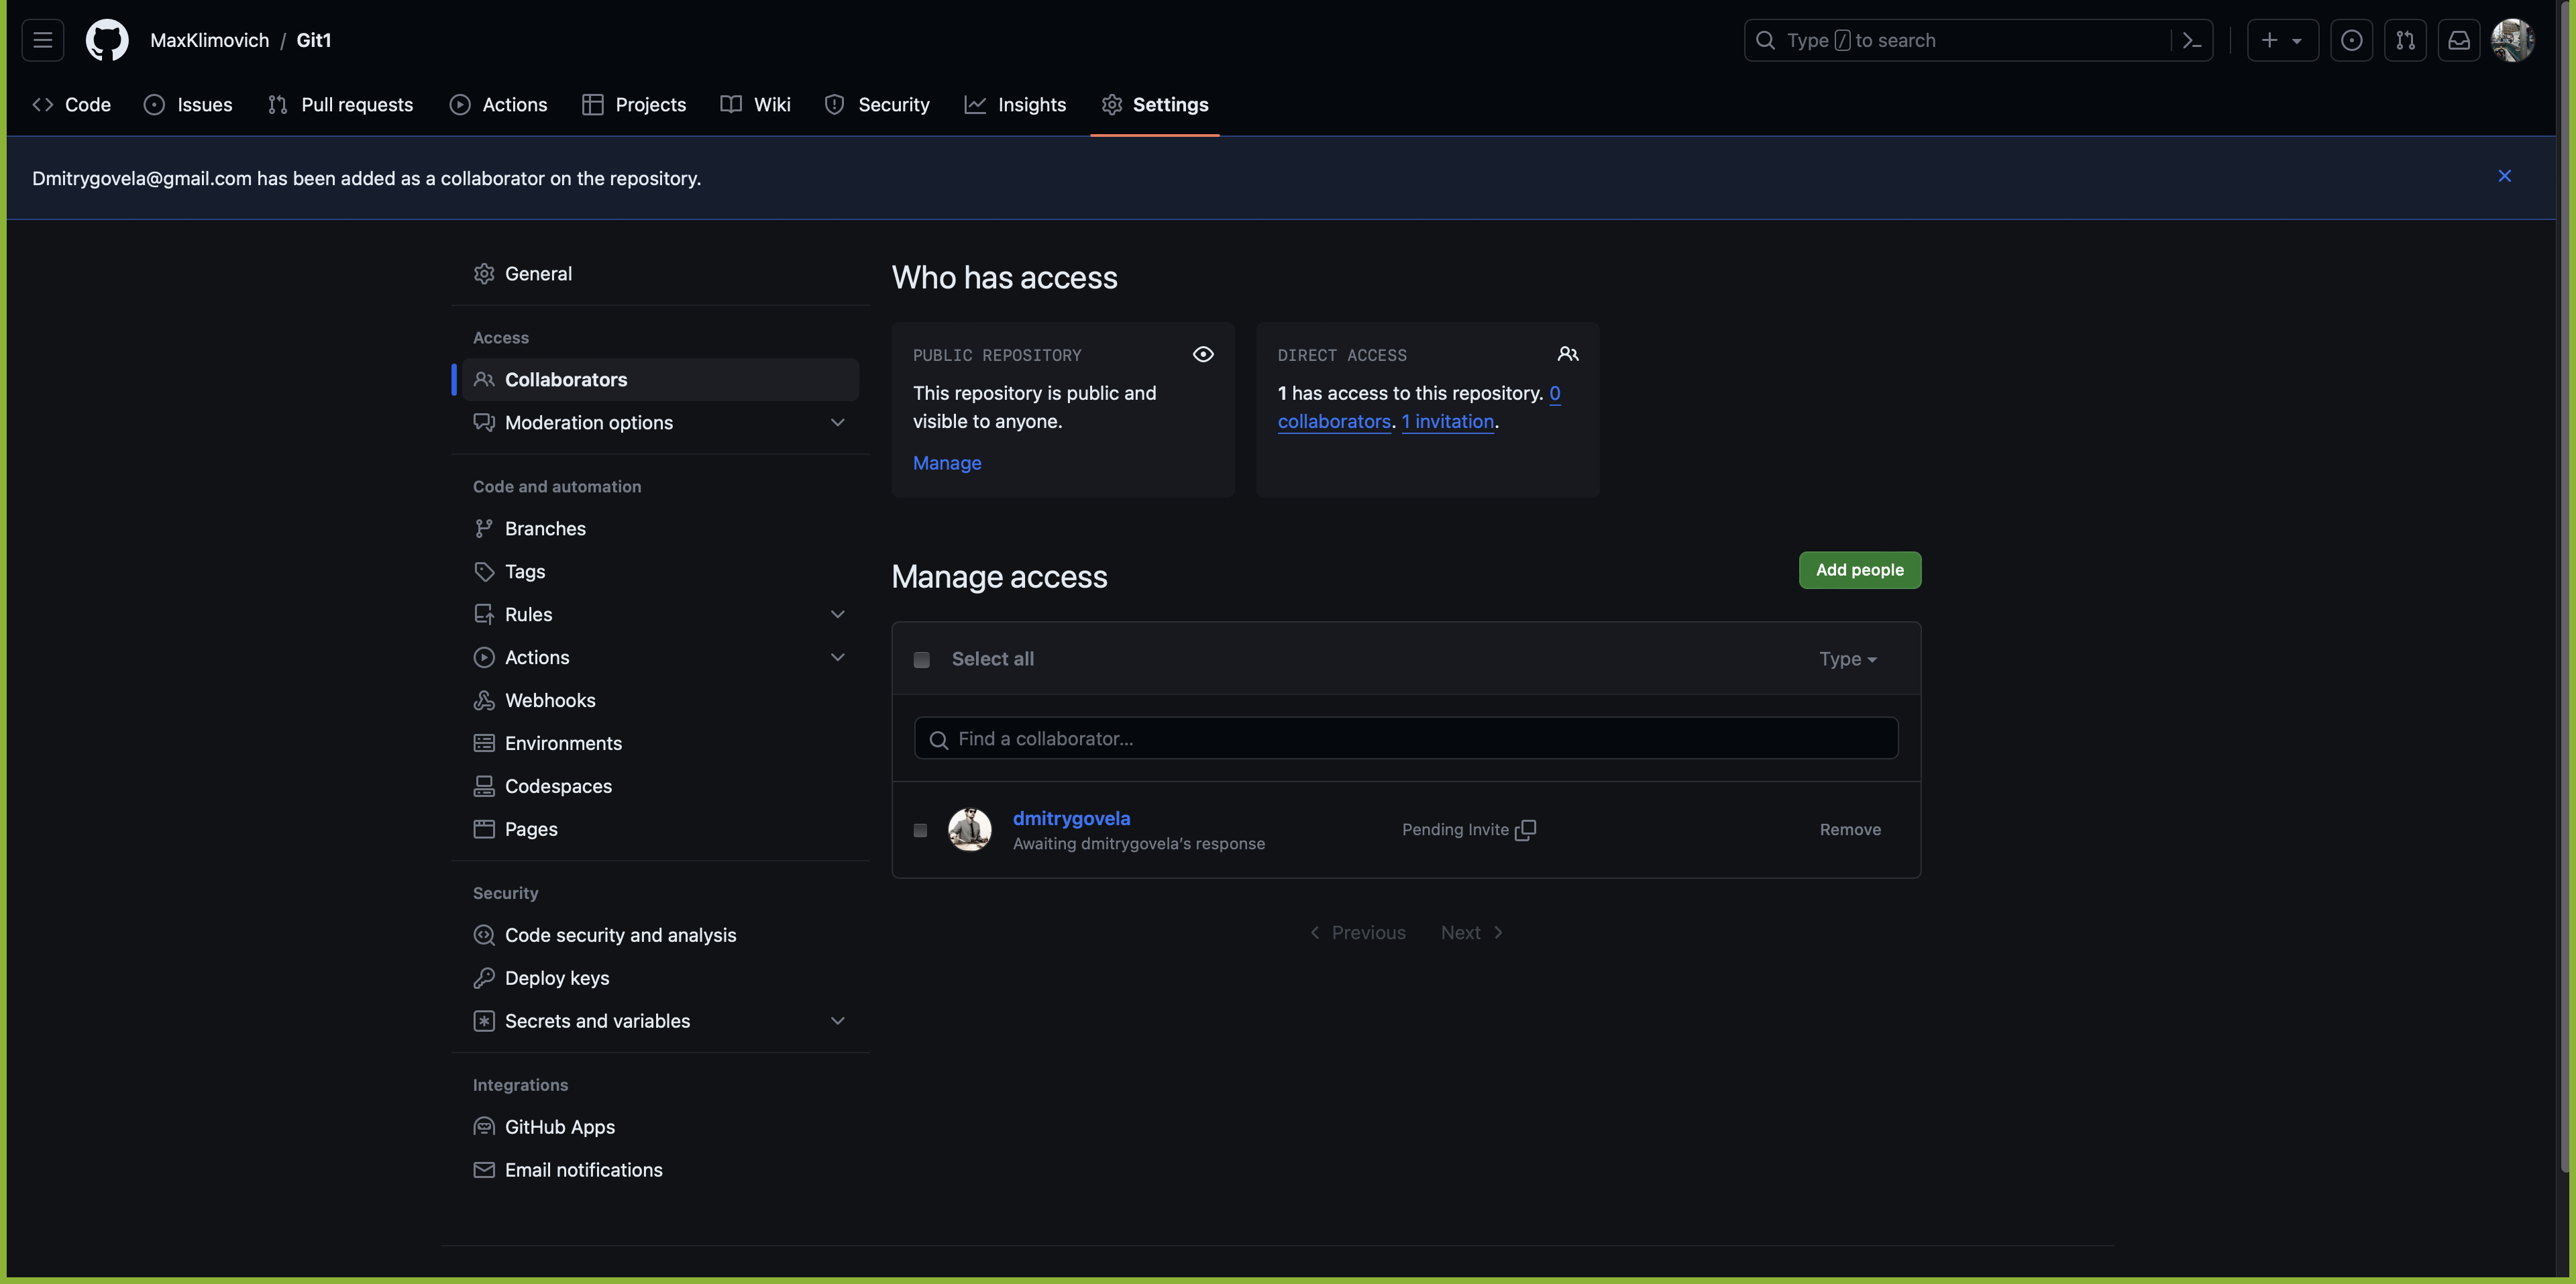 MaxKlimovich / Git1
Type / to search
Code
Issues
Pull requests
Actions
Projects
Wiki
Security
Insights
Settings
Dmitrygovela@gmail.com has been added as a collaborator on the repository.
General
Access
Collaborators
Moderation options
Code and automation
Branches
Tags
Rules
Actions
Webhooks
Environments
Codespaces
Pages
Security
Code security and analysis
Deploy keys
Secrets and variables
Integrations
GitHub Apps
Email notifications
Who has access
PUBLIC REPOSITORY
This repository is public and
visible to anyone.
Manage
DIRECT ACCESS
1 has access to this repository. 0
collaborators. 1 invitation.
Manage access
Add people
Select all
Type
Find a collaborator...
dmitrygovela
Awaiting dmitrygovela's response
Pending Invite
Remove
Previous
Next